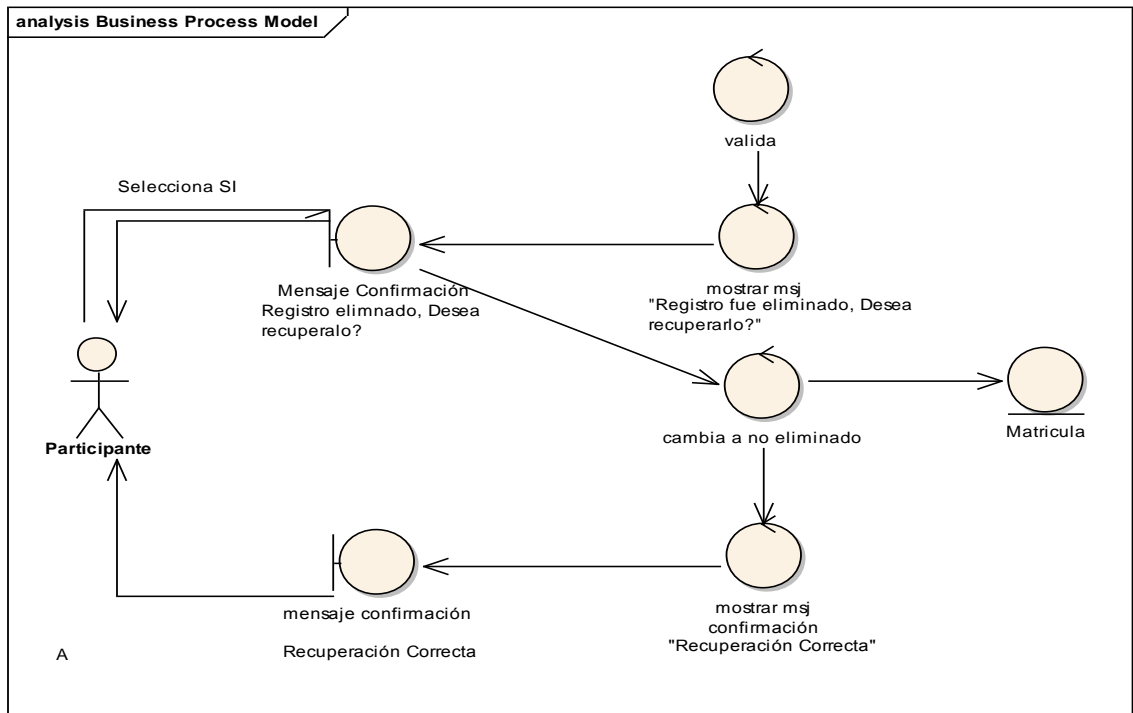 analysis Business Process Model
valida
Selecciona SI
Mensaje Confirmación
Registro elimnado, Desea
recuperalo?
mostrar msj
"Registro fue eliminado, Desea
recuperarlo?"
Participante
cambia a no eliminado
Matricula
mensaje confirmación
Recuperación Correcta
mostrar msj
confirmación
"Recuperación Correcta"
A